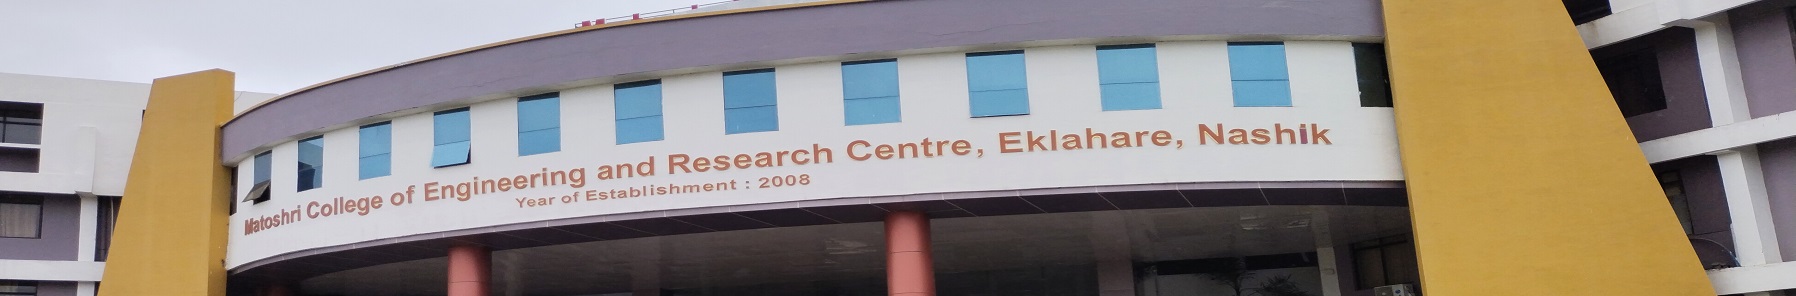 Matoshri College of Engineering and Research Centre, Eklahare, Nashik
Year of Establishment : 2008